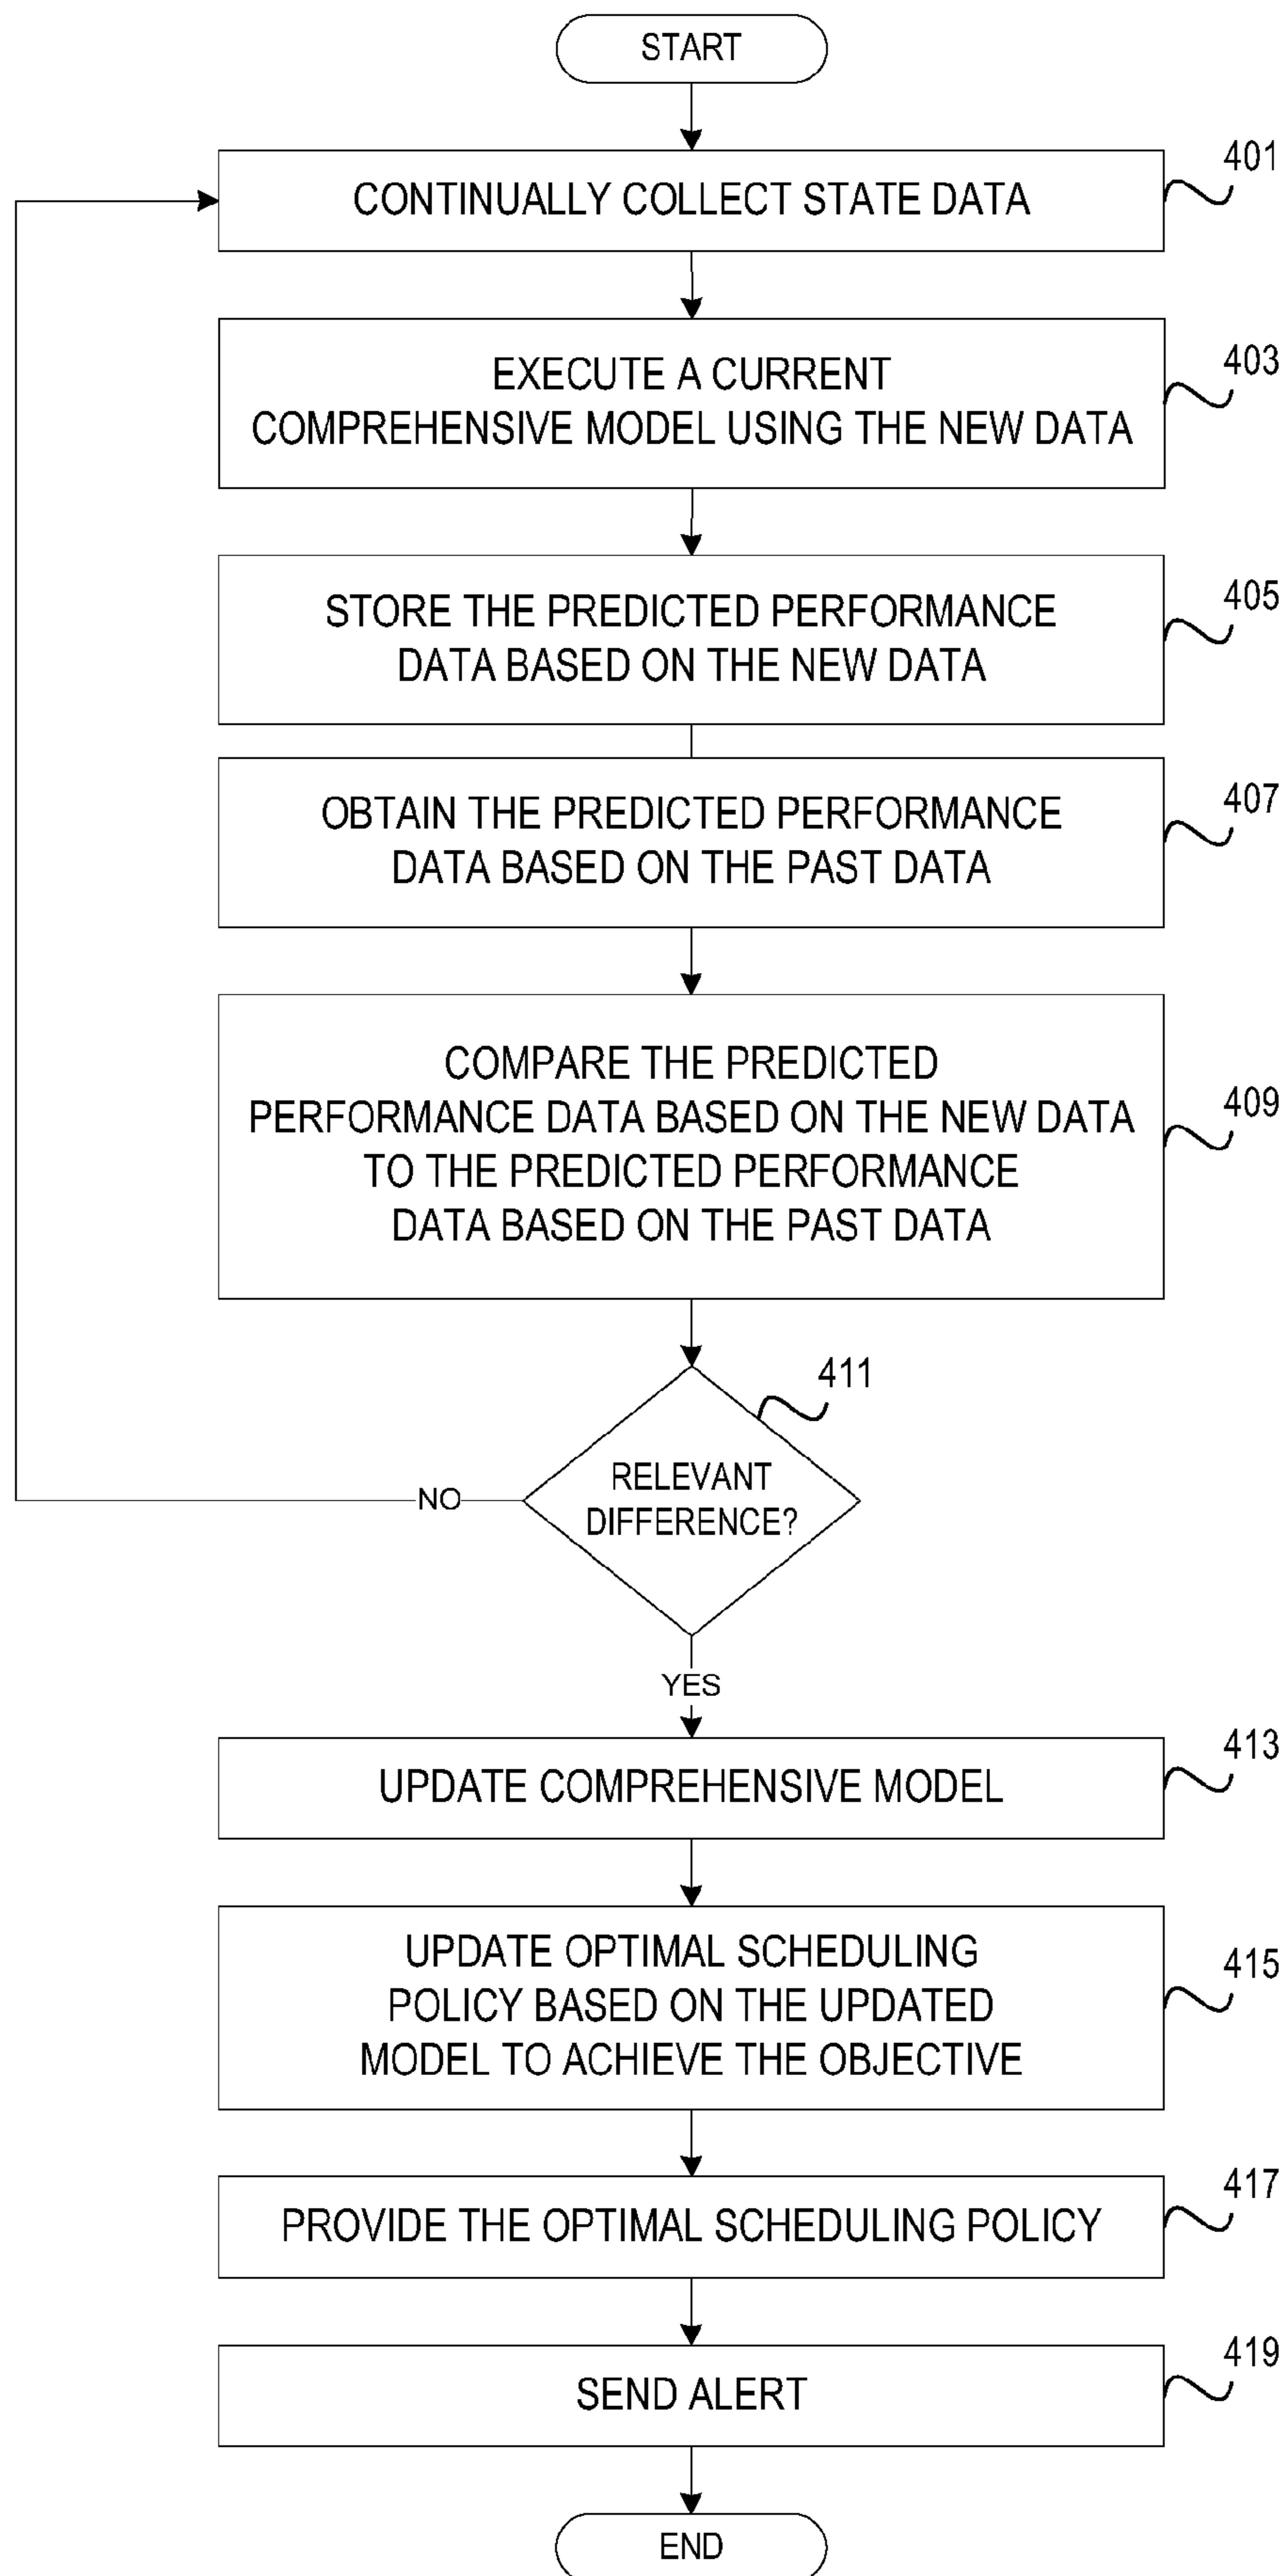 START
CONTINUALLY COLLECT STATE DATA
401
EXECUTE A CURRENT
COMPREHENSIVE MODEL USING THE NEW DATA
403
STORE THE PREDICTED PERFORMANCE
DATA BASED ON THE NEW DATA
405
OBTAIN THE PREDICTED PERFORMANCE
DATA BASED ON THE PAST DATA
407
COMPARE THE PREDICTED
PERFORMANCE DATA BASED ON THE NEW DATA
TO THE PREDICTED PERFORMANCE
DATA BASED ON THE PAST DATA
409
RELEVANT
DIFFERENCE?
411
NO
YES
UPDATE COMPREHENSIVE MODEL
413
UPDATE OPTIMAL SCHEDULING
POLICY BASED ON THE UPDATED
MODEL TO ACHIEVE THE OBJECTIVE
415
PROVIDE THE OPTIMAL SCHEDULING POLICY
417
SEND ALERT
419
END